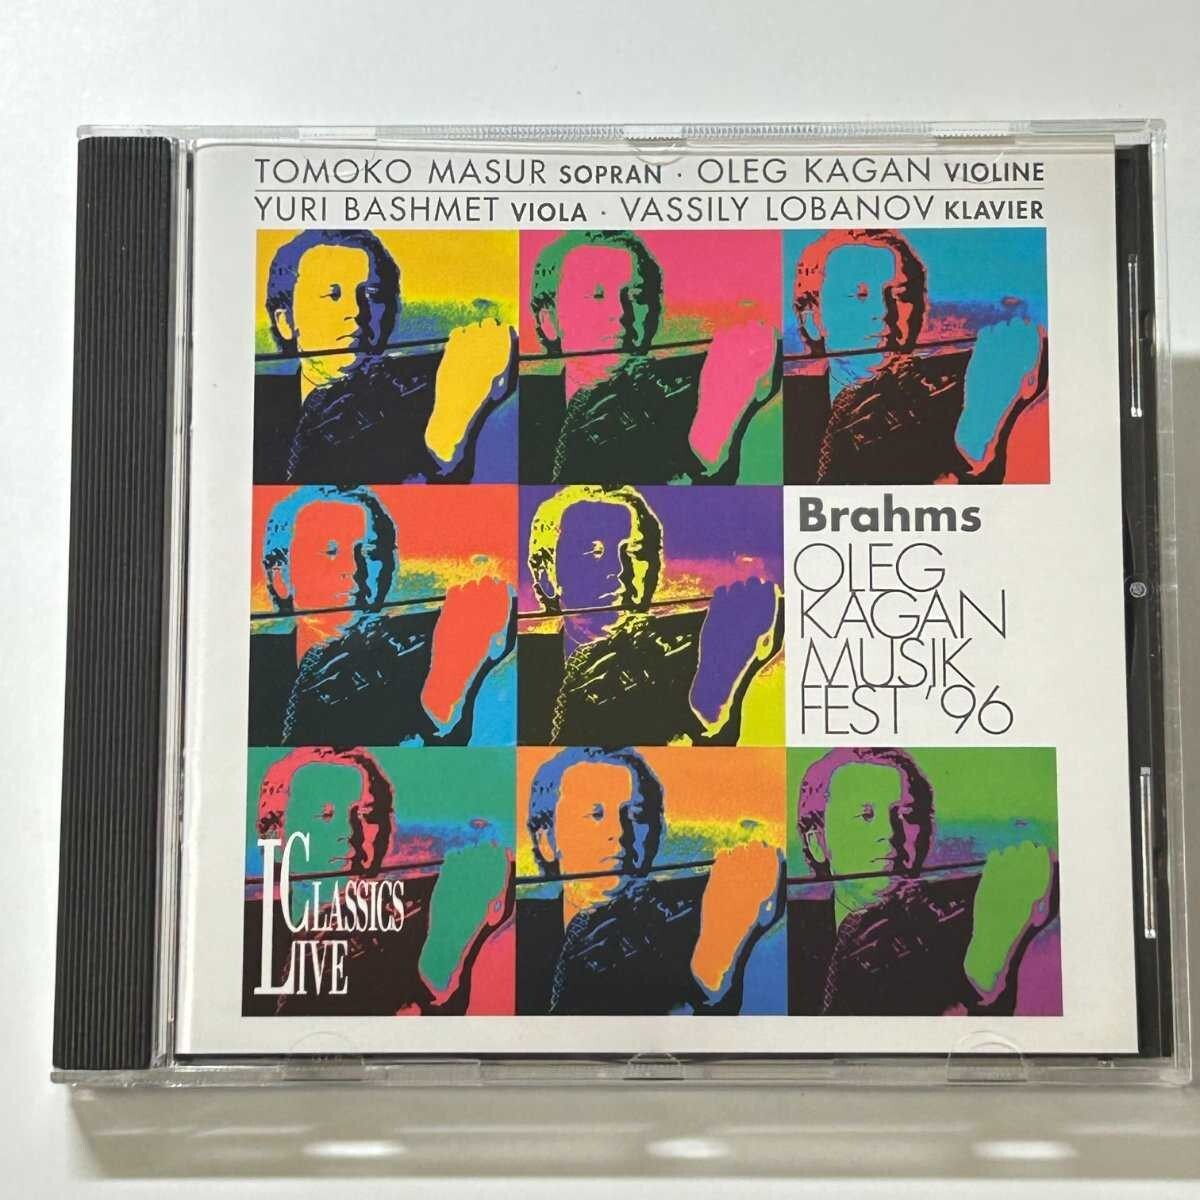 TOMOKO MASUR SOPRAN · OLEG KAGAN VIOLINE
YURI BASHMET VIOLA · VASSILY LOBANOV KLAVIER
Brahms
OLEG
KAGAN
MUSIK
FEST '96
CLASSICS
LIVE